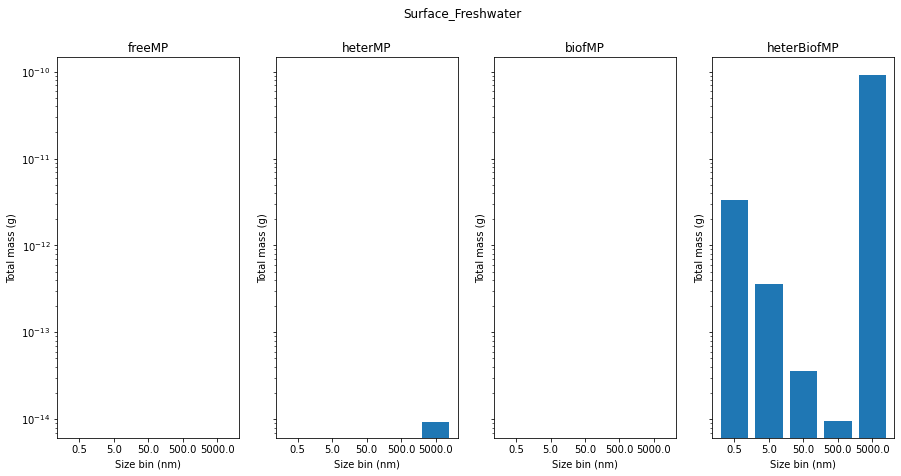 Surface_Freshwater
freeMP
heterMP
biofMP
heterBiofMP
Total mass (g)
10⁻¹⁰
10⁻¹¹
10⁻¹²
10⁻¹³
10⁻¹⁴
0.5 5.0 50.0 500.0 5000.0
Size bin (nm)
Total mass (g)
0.5 5.0 50.0 500.0 5000.0
Size bin (nm)
Total mass (g)
0.5 5.0 50.0 500.0 5000.0
Size bin (nm)
Total mass (g)
0.5 5.0 50.0 500.0 5000.0
Size bin (nm)